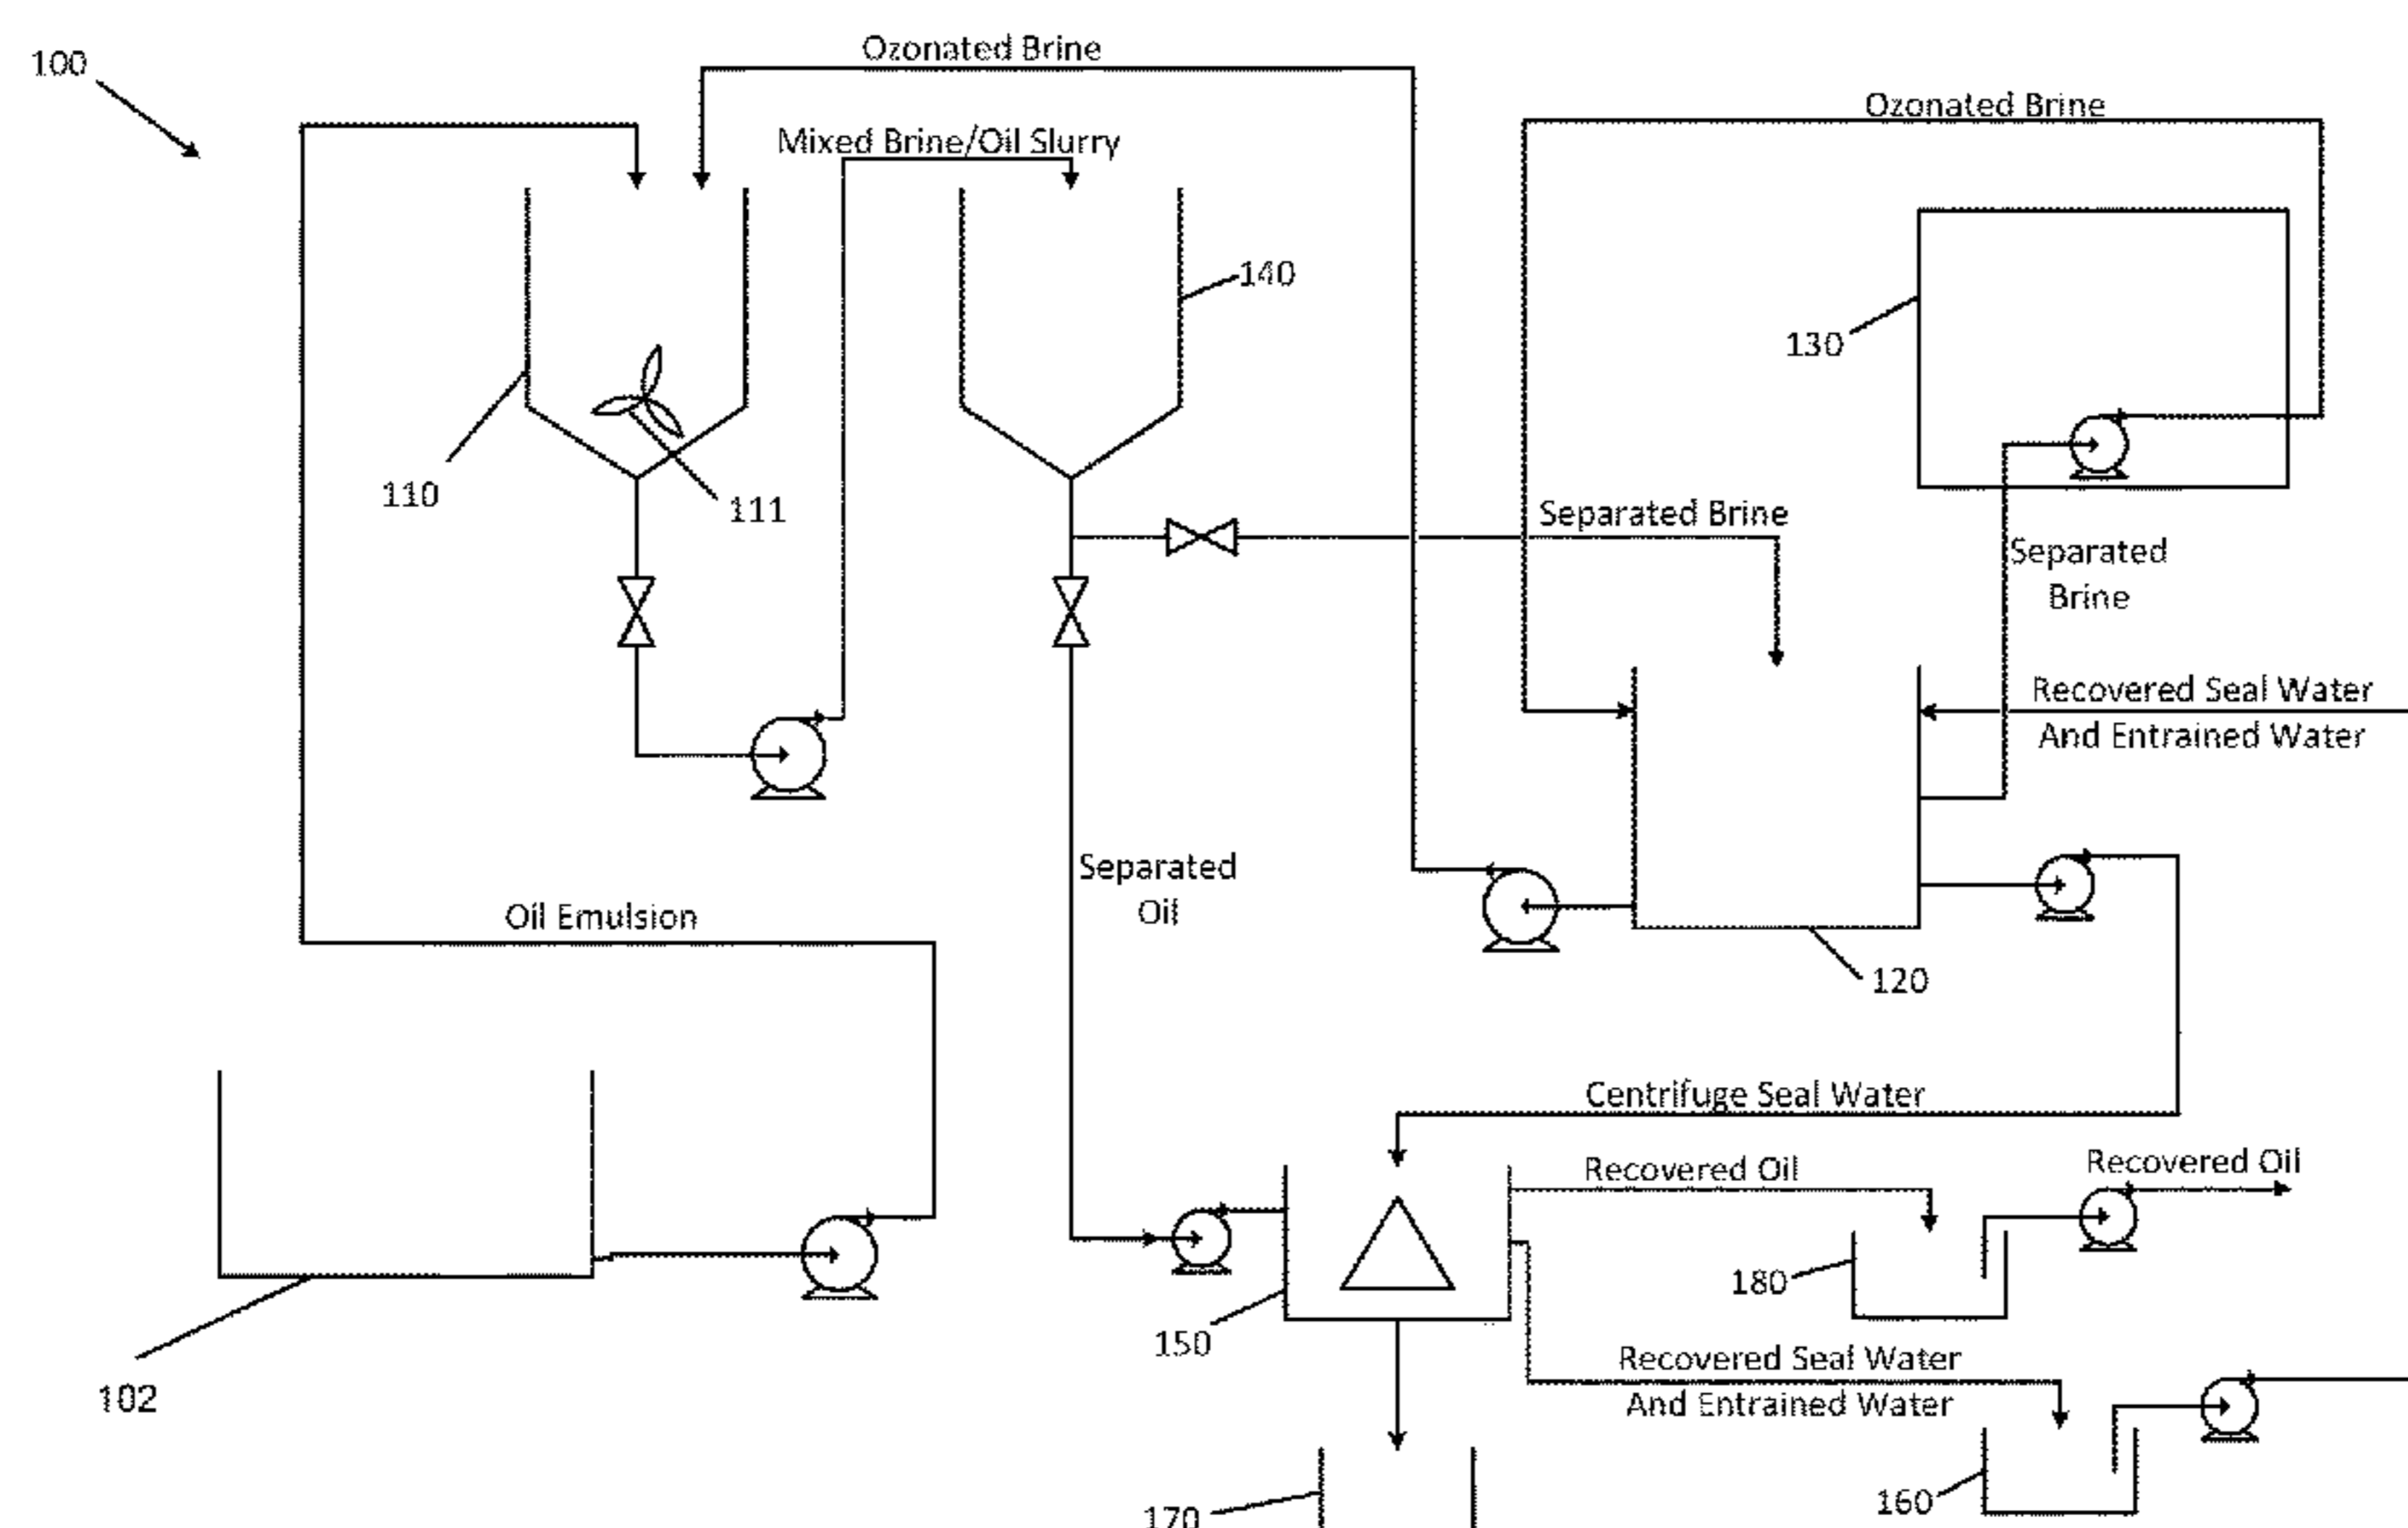 100
Ozonated Brine
Ozonated Brine
Mixed Brine/Oil Slurry
140
130
110
111
Separated Brine
Separated
Brine
Recovered Seal Water
And Entrained Water
Separated
Oil
Oil Emulsion
120
Centrifuge Seal Water
Recovered Oil
Recovered Oil
180
150
Recovered Seal Water
And Entrained Water
102
160
170